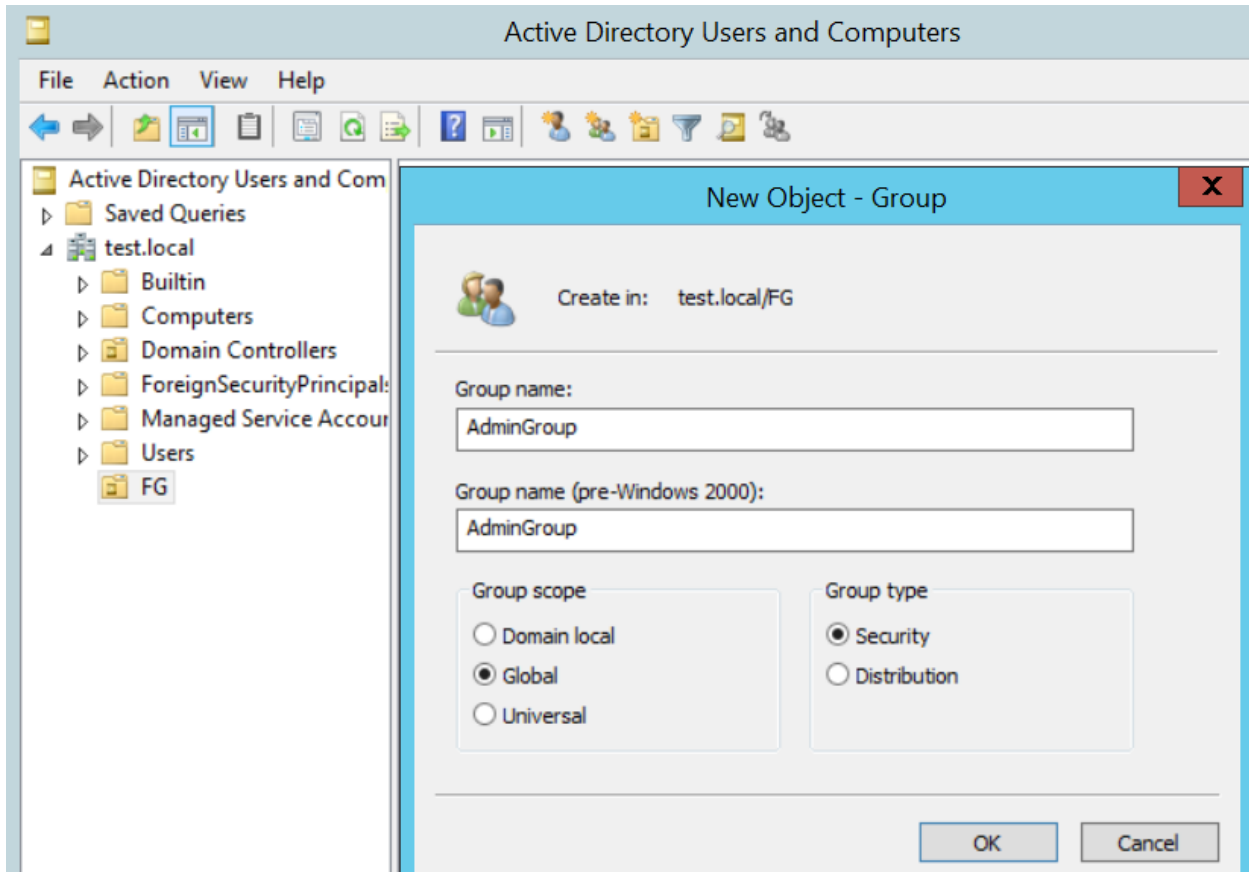 Active Directory Users and Computers
File Action View Help
Active Directory Users and Com
Saved Queries
test.local
Builtin
Computers
Domain Controllers
ForeignSecurityPrincipals
Managed Service Accour
Users
FG
New Object - Group
X
Create in: test.local/FG
Group name:
AdminGroup
Group name (pre-Windows 2000):
AdminGroup
Group scope
Domain local
Global
Universal
Group type
Security
Distribution
OK Cancel